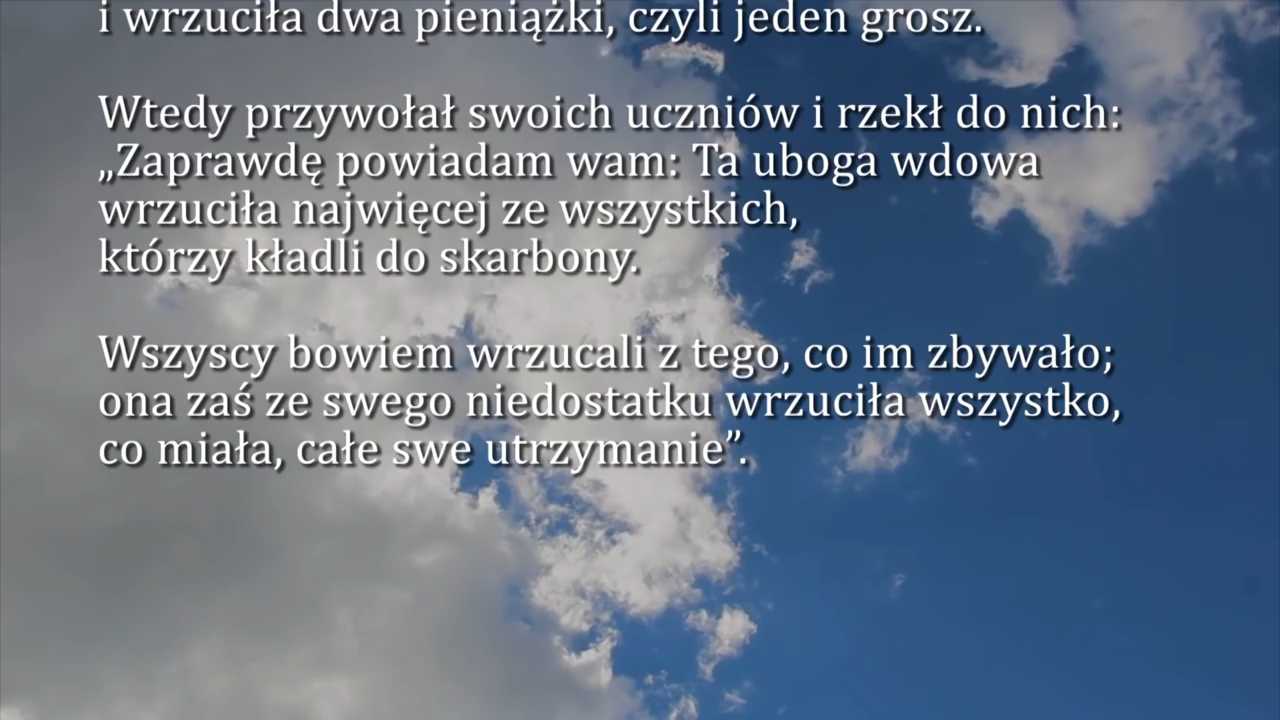 i wrzuciła dwa pieniążki, czyli jeden grosz.
Wtedy przywołał swoich uczniów i rzekł do nich:
„Zaprawdę powiadam wam: Ta uboga wdowa
wrzuciła najwięcej ze wszystkich,
którzy kładli do skarbony.
Wszyscy bowiem wrzucali z tego, co im zbywało;
ona zaś ze swego niedostatku wrzuciła wszystko,
co miała, całe swe utrzymanie”.